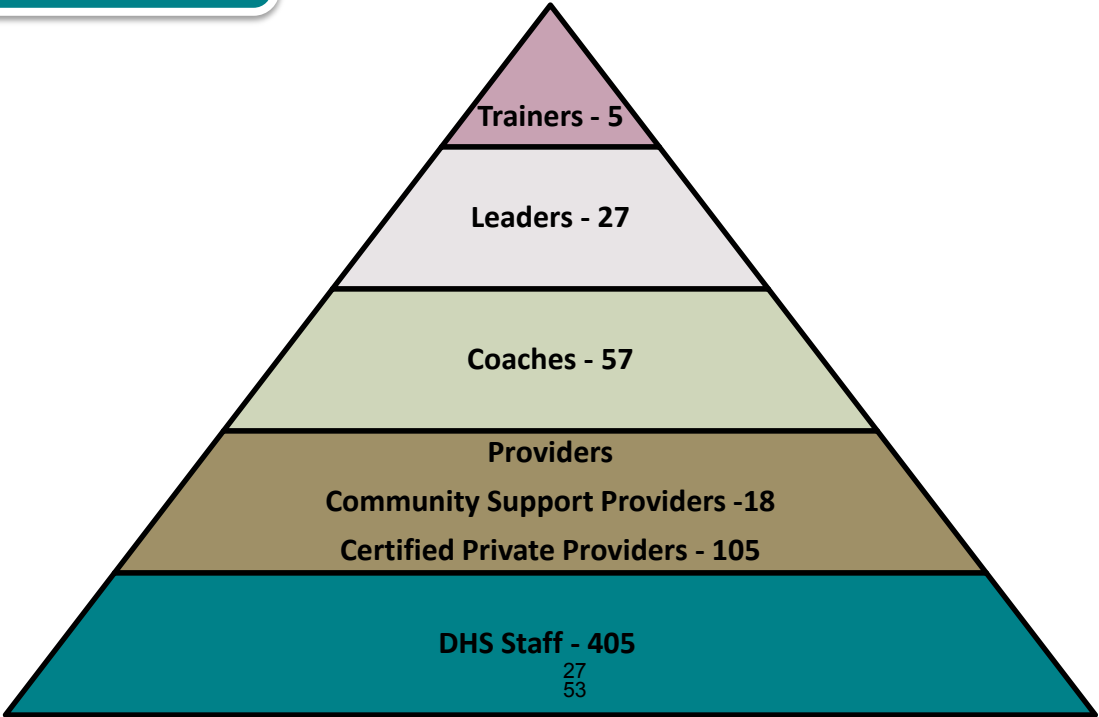 Trainers - 5
Leaders - 27
Coaches - 57
Providers
Community Support Providers -18
Certified Private Providers - 105
DHS Staff - 405
27
53